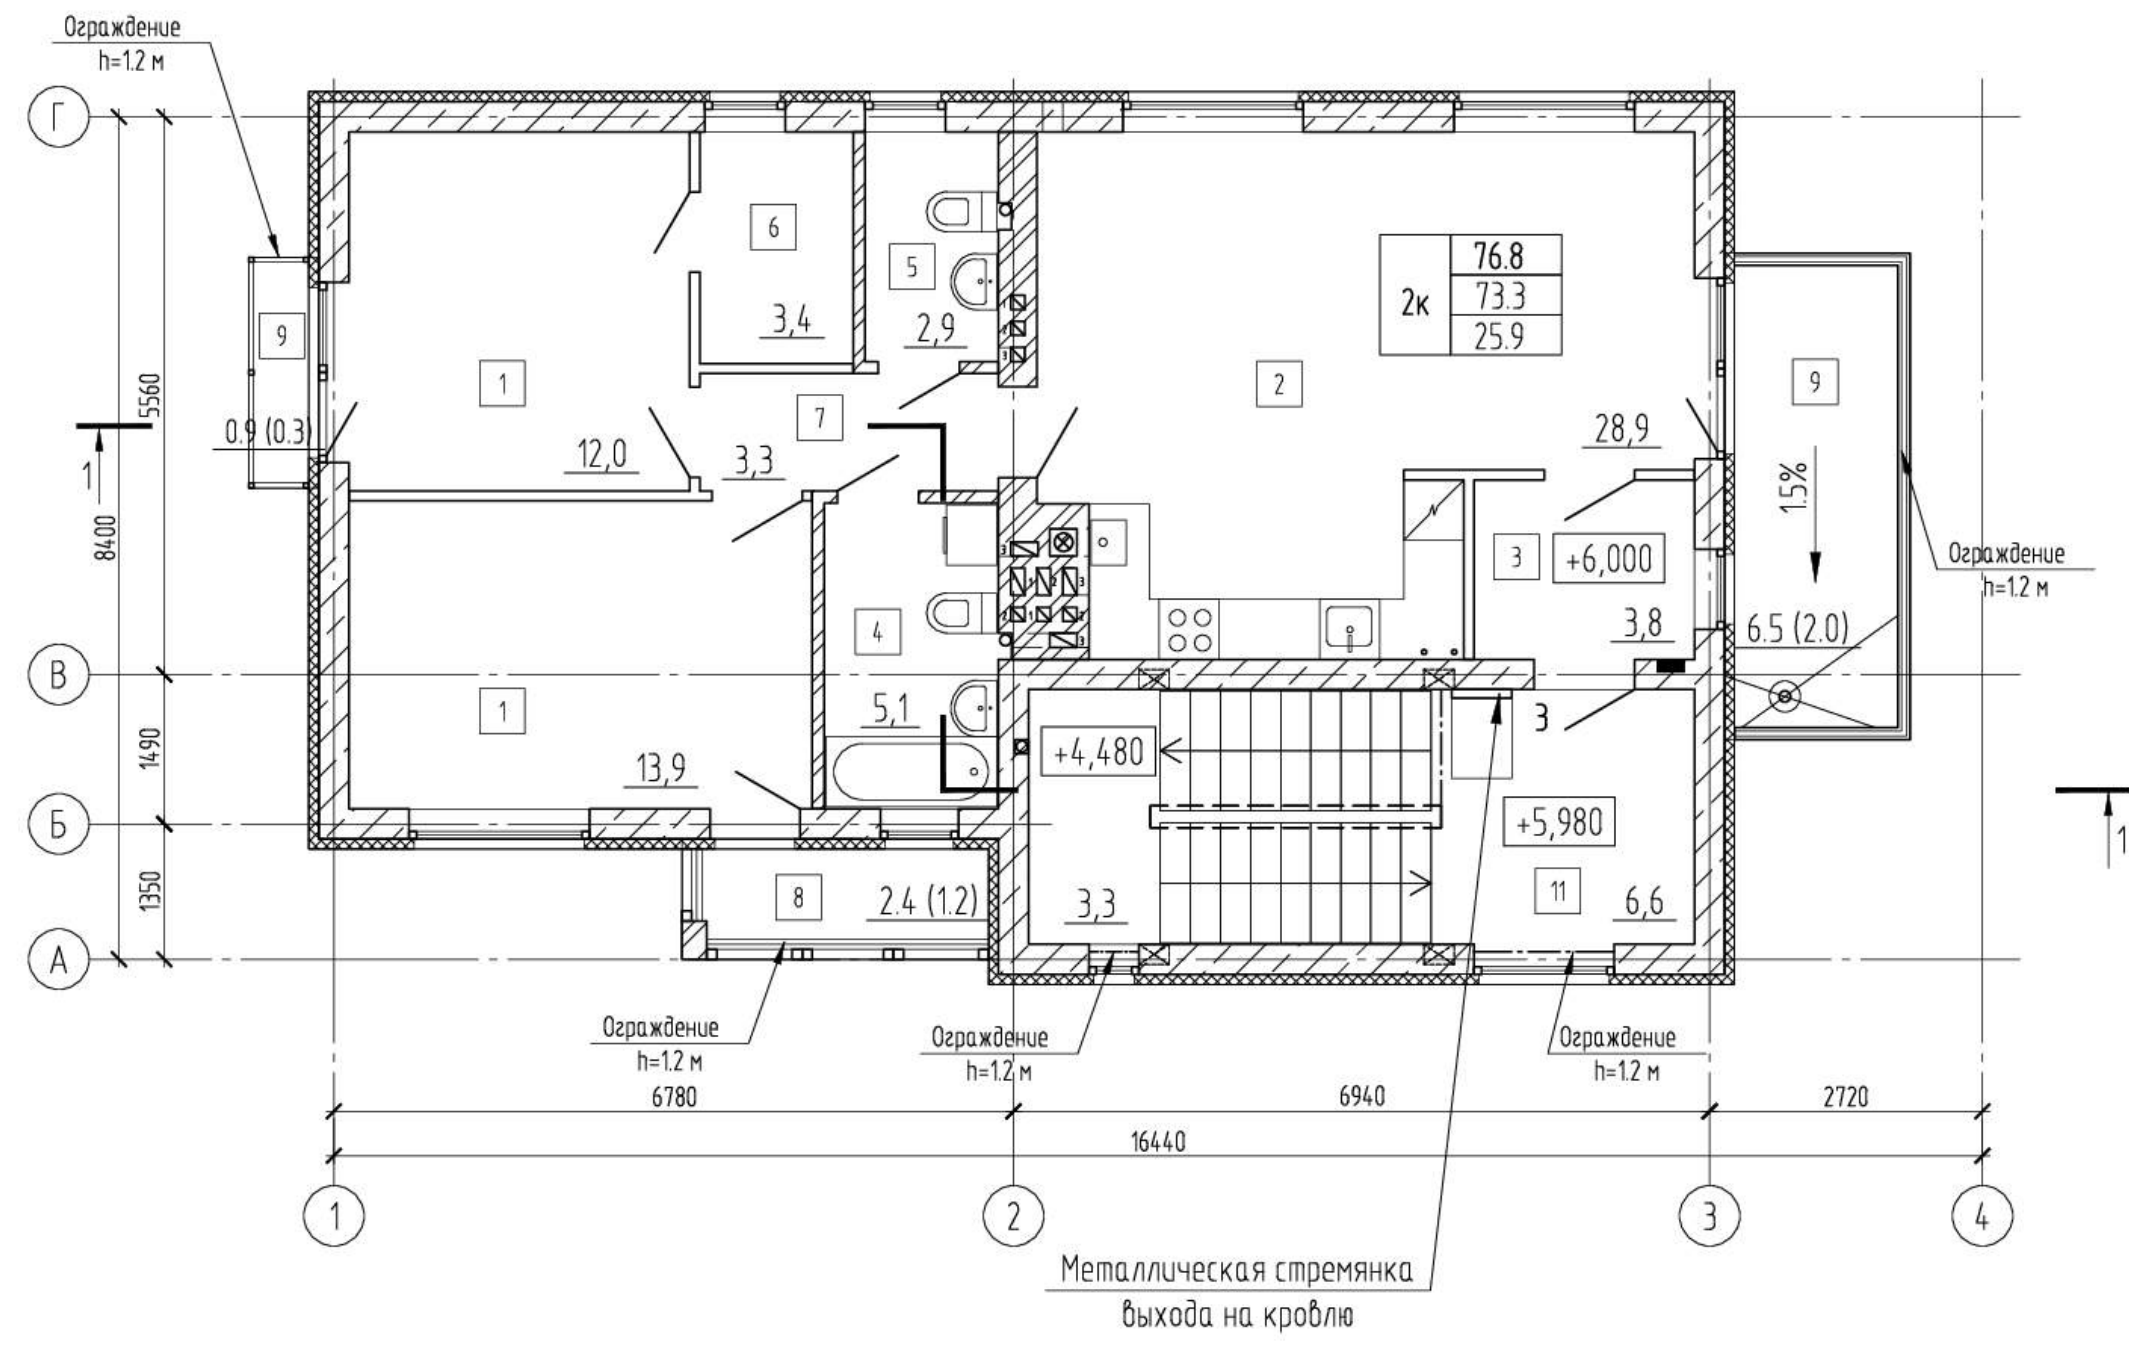 Ограждение
h=1.2 м
Г
6
5
76.8
2к
73.3
25.9
3,4
2,9
9
1
2
9
5560
7
0.9 (0.3)
12,0
3,3
28,9
1
1.5%
8400
3
+6,000
Ограждение
h=1.2 м
4
3,8
6.5 (2.0)
В
1
5,1
З
+4,480
1490
13,9
Б
+5,980
1
1350
8
2.4 (1.2)
3,3
11
6,6
А
Ограждение
h=1.2 м
Ограждение
h=1.2 м
Ограждение
h=1.2 м
6780
6940
2720
16440
1
2
3
4
Металлическая стремянка
выхода на кровлю